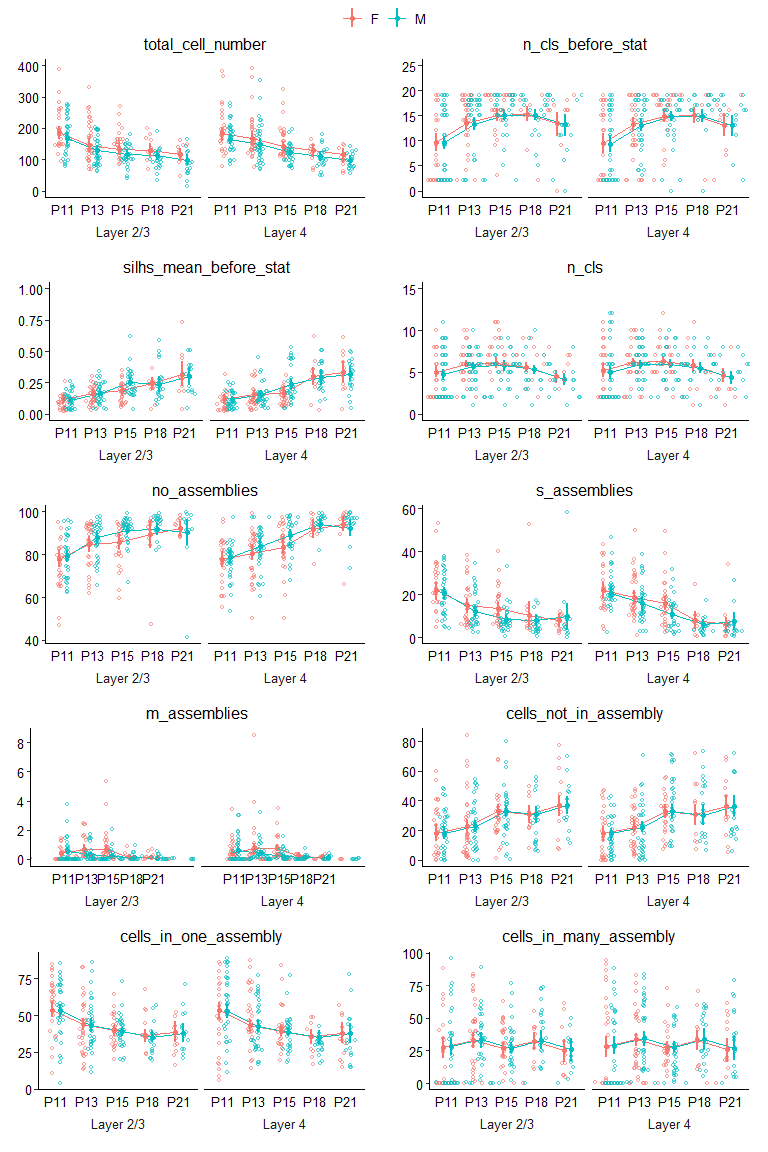 F M
total_cell_number
n_cls_before_stat
400
300
200
100
0
25
20
15
10
5
0
P11 P13 P15 P18 P21 P11 P13 P15 P18 P21
P11 P13 P15 P18 P21 P11 P13 P15 P18 P21
Layer 2/3 Layer 4
Layer 2/3 Layer 4
silhs_mean_before_stat
n_cls
1.00
0.75
0.50
0.25
0.00
15
10
5
0
P11 P13 P15 P18 P21 P11 P13 P15 P18 P21
P11 P13 P15 P18 P21 P11 P13 P15 P18 P21
Layer 2/3 Layer 4
Layer 2/3 Layer 4
no_assemblies
s_assemblies
100
80
60
40
60
40
20
0
P11 P13 P15 P18 P21 P11 P13 P15 P18 P21
P11 P13 P15 P18 P21 P11 P13 P15 P18 P21
Layer 2/3 Layer 4
Layer 2/3 Layer 4
m_assemblies
cells_not_in_assembly
8
6
4
2
0
80
60
40
20
0
P11P13P15P18P21 P11P13P15P18P21
P11 P13 P15 P18 P21 P11 P13 P15 P18 P21
Layer 2/3 Layer 4
Layer 2/3 Layer 4
cells_in_one_assembly
cells_in_many_assembly
75
50
25
0
100
75
50
25
0
P11 P13 P15 P18 P21 P11 P13 P15 P18 P21
P11 P13 P15 P18 P21 P11 P13 P15 P18 P21
Layer 2/3 Layer 4
Layer 2/3 Layer 4